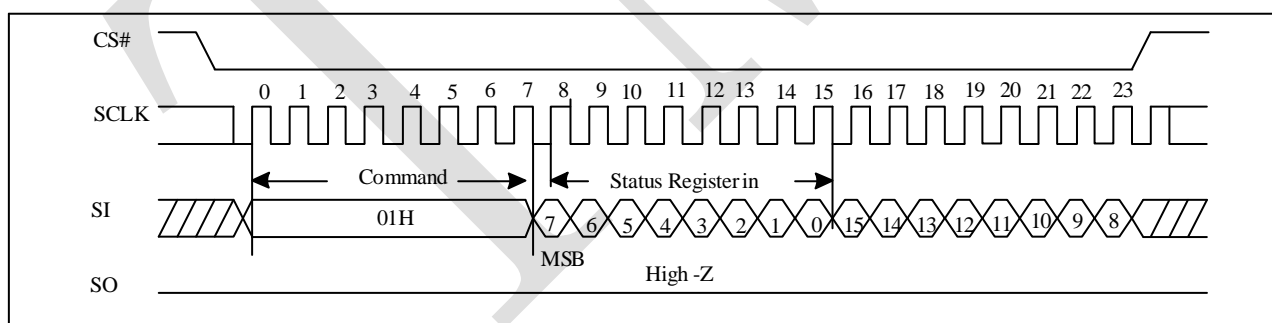 CS#
0 1 2 3 4 5 6 7 8 9 10 11 12 13 14 15 16 17 18 19 20 21 22 23
SCLK
Command
Status Register in
SI
01H
7 6 5 4 3 2 1 0 15 14 13 12 11 10 9 8
MSB
High -Z
SO